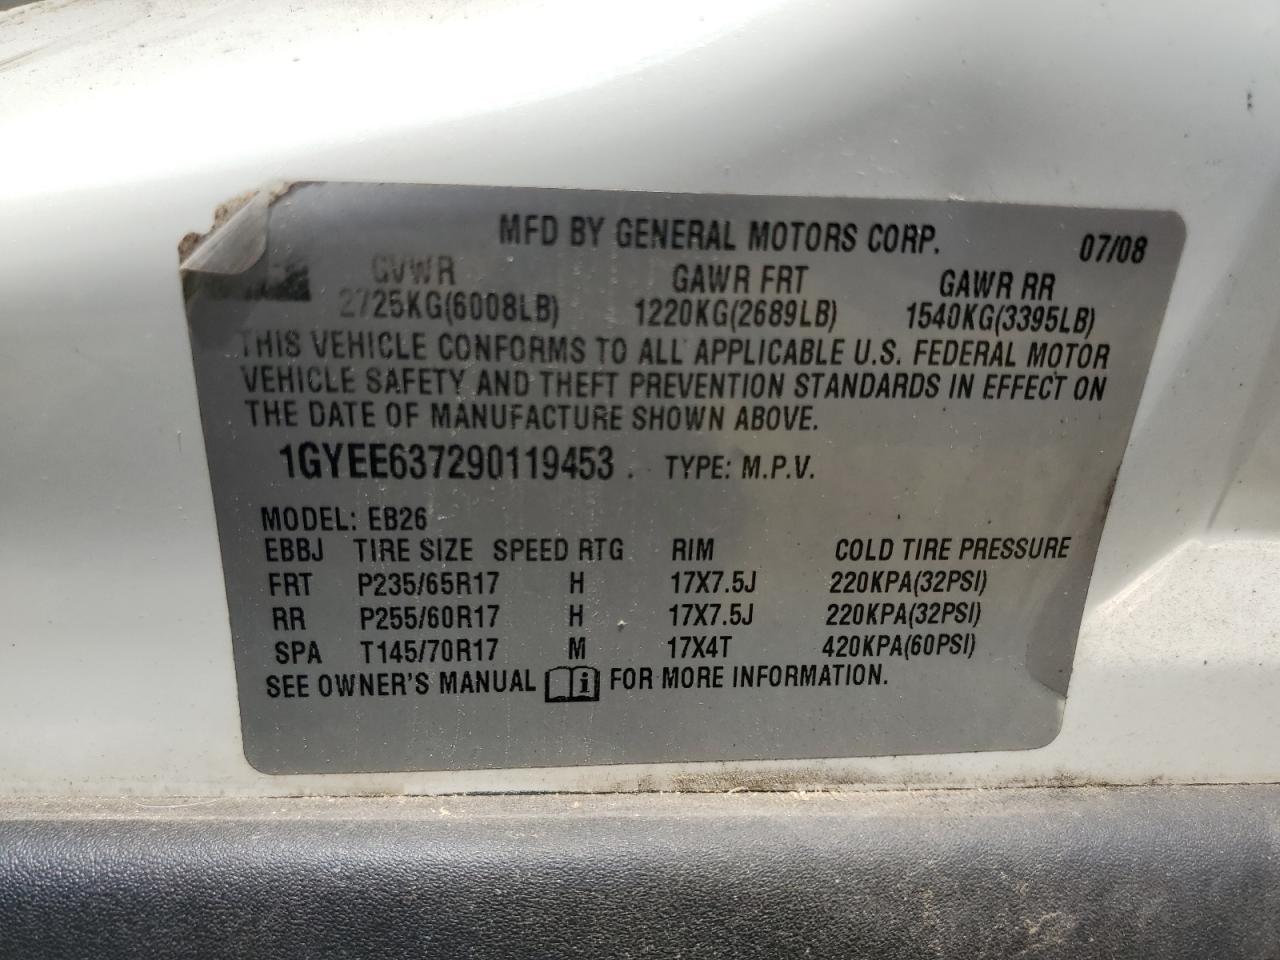 MFD BY GENERAL MOTORS CORP. 07/08
GVWR GAWR FRT GAWR RR
2725KG(6008LB) 1220KG(2689LB) 1540KG(3395LB)
THIS VEHICLE CONFORMS TO ALL APPLICABLE U.S. FEDERAL MOTOR
VEHICLE SAFETY AND THEFT PREVENTION STANDARDS IN EFFECT ON
THE DATE OF MANUFACTURE SHOWN ABOVE.
1GYEE637290119453 . TYPE: M.P.V.
MODEL: EB26
EBBJ TIRE SIZE SPEED RTG RIM COLD TIRE PRESSURE
FRT P235/65R17 H 17X7.5J 220KPA(32PSI)
RR P255/60R17 H 17X7.5J 220KPA(32PSI)
SPA T145/70R17 M 17X4T 420KPA(60PSI)
SEE OWNER'S MANUAL i FOR MORE INFORMATION.